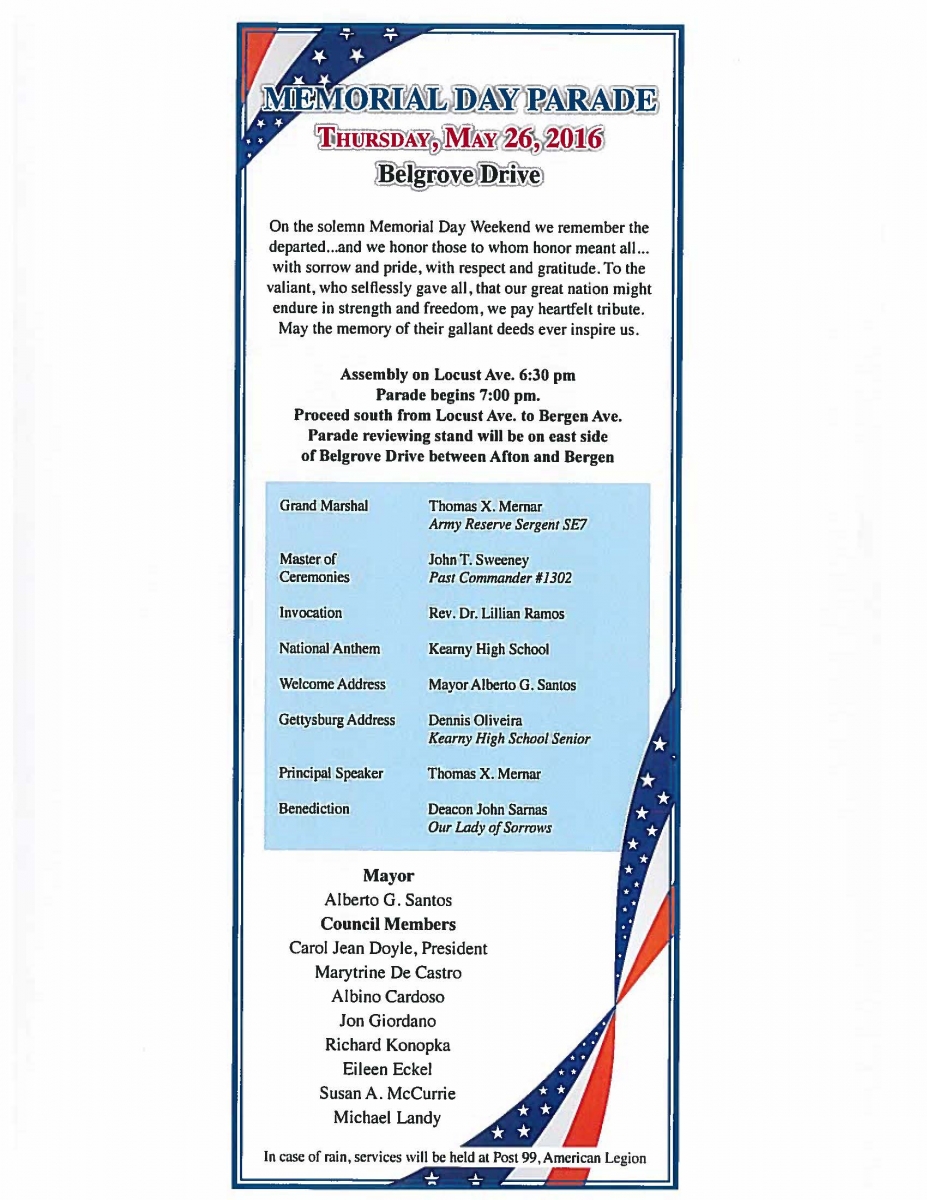 MEMORIAL DAY PARADE
THURSDAY, MAY 26, 2016
Belgrove Drive
On the solemn Memorial Day Weekend we remember the
departed...and we honor those to whom honor meant all...
with sorrow and pride, with respect and gratitude. To the
valiant, who selflessly gave all, that our great nation might
endure in strength and freedom, we pay heartfelt tribute.
May the memory of their gallant deeds ever inspire us.
Assembly on Locust Ave. 6:30 pm
Parade begins 7:00 pm.
Proceed south from Locust Ave. to Bergen Ave.
Parade reviewing stand will be on east side
of Belgrove Drive between Afton and Bergen
Grand Marshal Thomas X. Mernar
Army Reserve Sergent SE7
Master of John T. Sweeney
Ceremonies Past Commander #1302
Invocation Rev. Dr. Lillian Ramos
National Anthem Kearny High School
Welcome Address Mayor Alberto G. Santos
Gettysburg Address Dennis Oliveira
Kearny High School Senior
Principal Speaker Thomas X. Mernar
Benediction Deacon John Sarnas
Our Lady of Sorrows
Mayor
Alberto G. Santos
Council Members
Carol Jean Doyle, President
Marytrine De Castro
Albino Cardoso
Jon Giordano
Richard Konopka
Eileen Eckel
Susan A. McCurrie
Michael Landy
In case of rain, services will be held at Post 99, American Legion